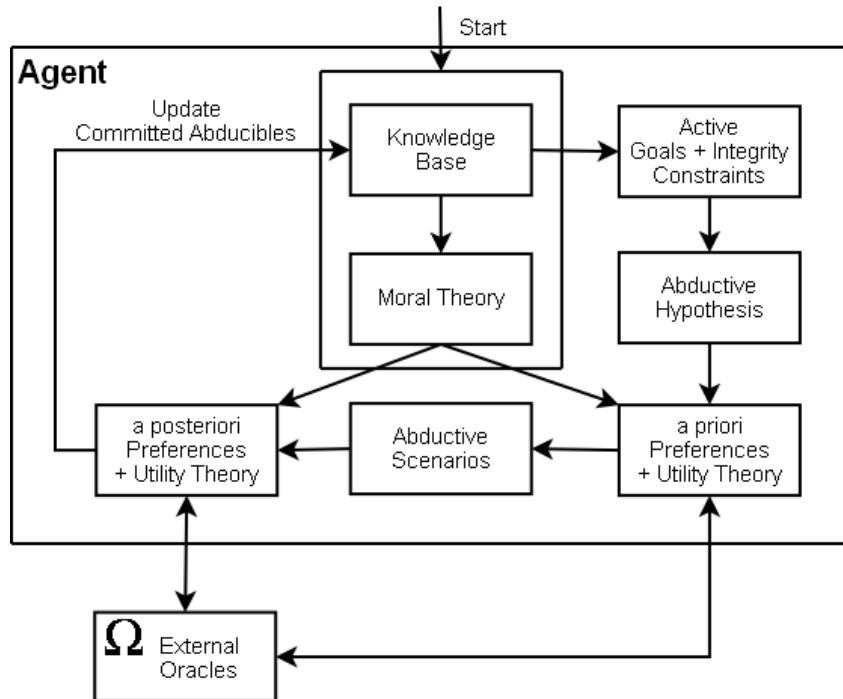 Start
Agent
Update
Committed Abducibles
Knowledge
Base
Active
Goals + Integrity
Constraints
Moral Theory
Abductive
Hypothesis
a posteriori
Preferences
+ Utility Theory
Abductive
Scenarios
a priori
Preferences
+ Utility Theory
Ω External
Oracles